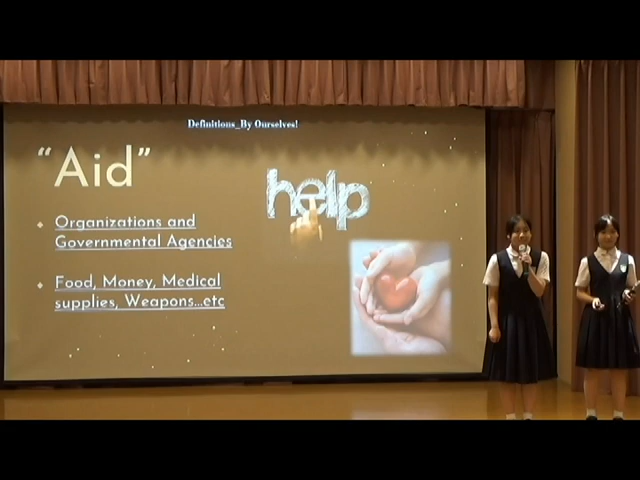 Definitions_By Ourselves!
“Aid”
help
Organizations and
Governmental Agencies
Food, Money, Medical
supplies, Weapons...etc